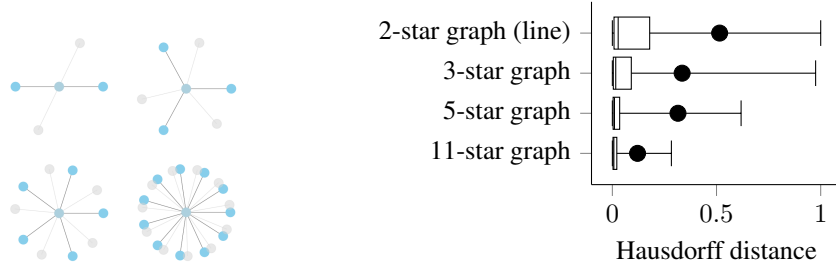 2-star graph (line)
3-star graph
5-star graph
11-star graph
0 0.5 1
Hausdorff distance